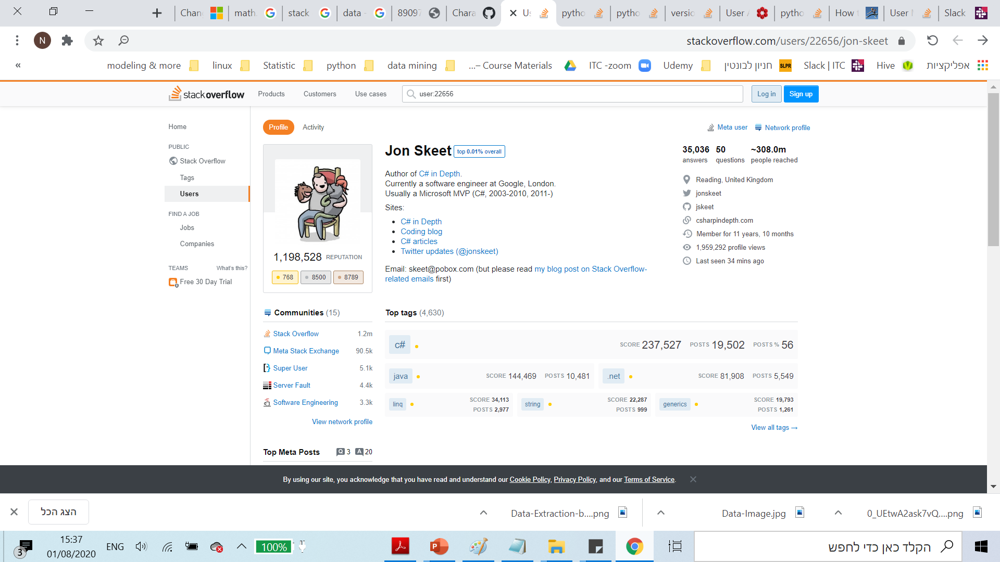 Chan
math.
stack
data -
89097
Chara
Us
pytho
pytho
versio
User A
pytho
How t
User N
Slack
N
stackoverflow.com/users/22656/jon-skeet
«
modeling & more
linux
Statistic
python
data mining
...– Course Materials
ITC -zoom
Udemy
חניון לבונטין
SLPR
Slack | ITC
Hive
אפליקציות
stackoverflow
Products
Customers
Use cases
user:22656
Log in
Sign up
Home
PUBLIC
Stack Overflow
Tags
Users
FIND A JOB
Jobs
Companies
TEAMS What's this?
Free 30 Day Trial
Profile
Activity
Meta user
Network profile
1,198,528 REPUTATION
768 8500 8789
Jon Skeet top 0.01% overall
Author of C# in Depth.
Currently a software engineer at Google, London.
Usually a Microsoft MVP (C#, 2003-2010, 2011-)
Sites:
C# in Depth
Coding blog
C# articles
Twitter updates (@jonskeet)
Email: skeet@pobox.com (but please read my blog post on Stack Overflow-
related emails first)
35,036 50 ~308.0m
answers questions people reached
Reading, United Kingdom
jonskeet
jskeet
csharpindepth.com
Member for 11 years, 10 months
1,959,292 profile views
Last seen 34 mins ago
Communities (15)
Stack Overflow 1.2m
Meta Stack Exchange 90.5k
Super User 5.1k
Server Fault 4.4k
Software Engineering 3.3k
View network profile
Top tags (4,630)
c# SCORE 237,527 POSTS 19,502 POSTS % 56
java SCORE 144,469 POSTS 10,481
.net SCORE 81,908 POSTS 5,549
linq SCORE 34,113
POSTS 2,977
string SCORE 22,287
POSTS 999
generics SCORE 19,793
POSTS 1,261
View all tags →
Top Meta Posts Q 3 A 20
By using our site, you acknowledge that you have read and understand our Cookie Policy, Privacy Policy, and our Terms of Service.
הצג הכל
Data-Extraction-b....png
Data-Image.jpg
0_UEtwA2ask7vQ....png
3
15:37
01/08/2020
ENG
100%
הקלד כאן כדי לחפש